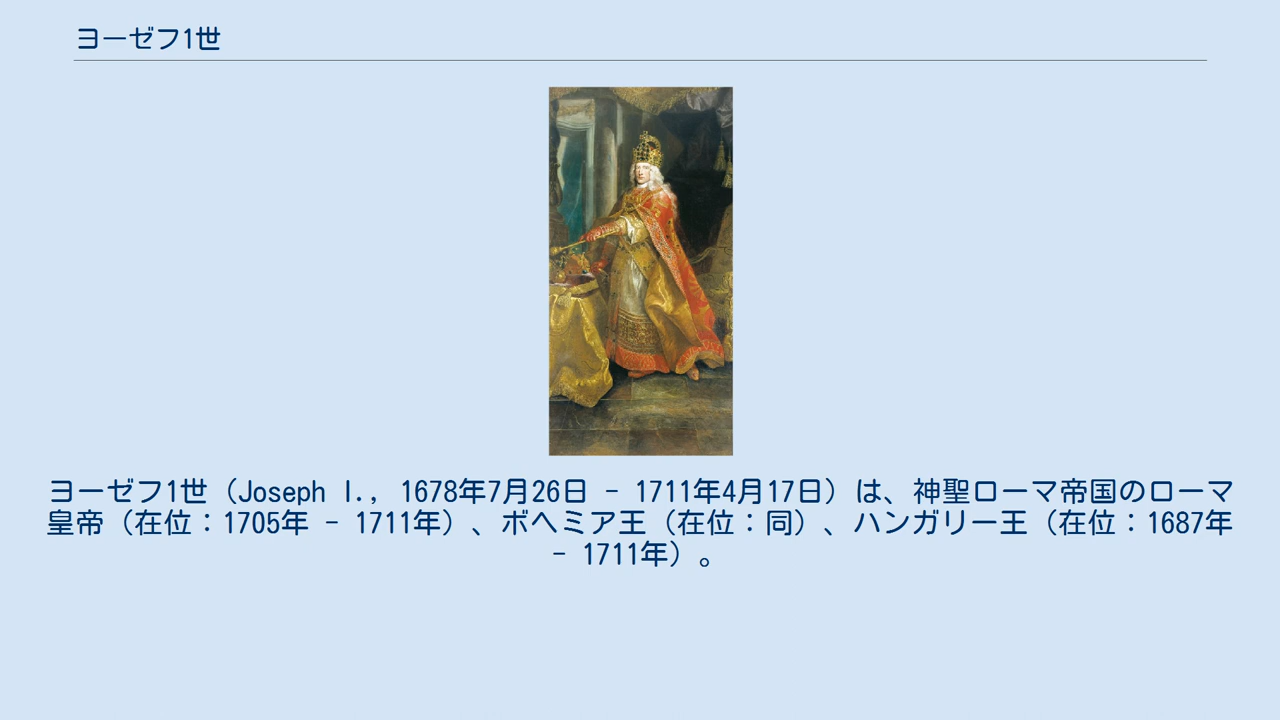 ヨーゼフ1世
ヨーゼフ1世（Joseph I., 1678年7月26日 - 1711年4月17日）は、神聖ローマ帝国のローマ
皇帝（在位：1705年 - 1711年）、ボヘミア王（在位：同）、ハンガリー王（在位：1687年
- 1711年）。